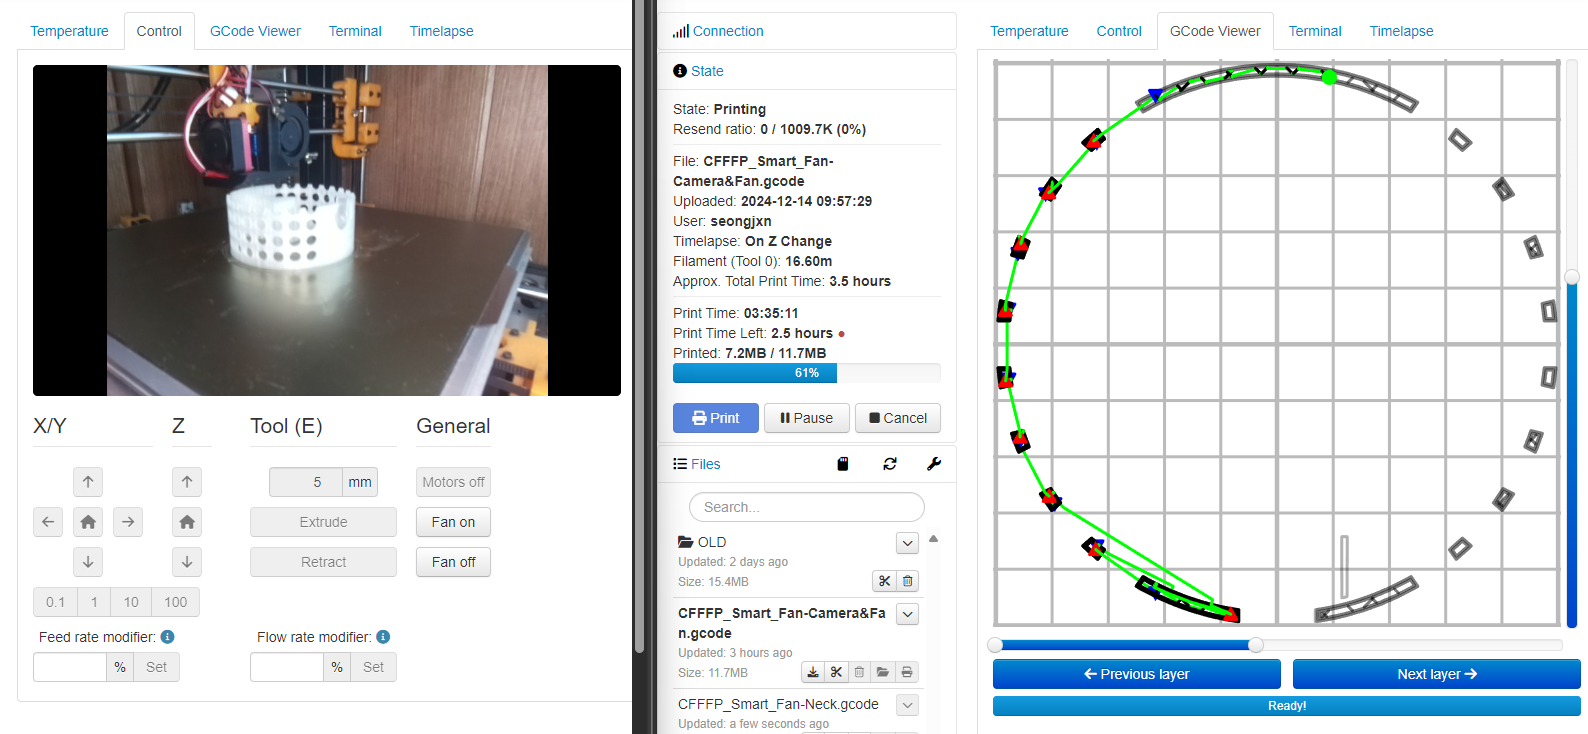 Temperature
Control
GCode Viewer
Terminal
Timelapse
X/Y
Z
Tool (E)
General
5
mm
Motors off
Extrude
Fan on
Retract
Fan off
0.1
1
10
100
Feed rate modifier:
Flow rate modifier:
%
Set
%
Set
Connection
State
State: Printing
Resend ratio: 0 / 1009.7K (0%)
File: CFFFP_Smart_Fan-
Camera&Fan.gcode
Uploaded: 2024-12-14 09:57:29
User: seongjxn
Timelapse: On Z Change
Filament (Tool 0): 16.60m
Approx. Total Print Time: 3.5 hours
Print Time: 03:35:11
Print Time Left: 2.5 hours
Printed: 7.2MB / 11.7MB
61%
Print
Pause
Cancel
Files
Search...
OLD
Updated: 2 days ago
Size: 15.4MB
CFFFP_Smart_Fan-Camera&Fa
n.gcode
Updated: 3 hours ago
Size: 11.7MB
CFFFP_Smart_Fan-Neck.gcode
Updated: a few seconds ago
Temperature
Control
GCode Viewer
Terminal
Timelapse
Previous layer
Next layer
Ready!